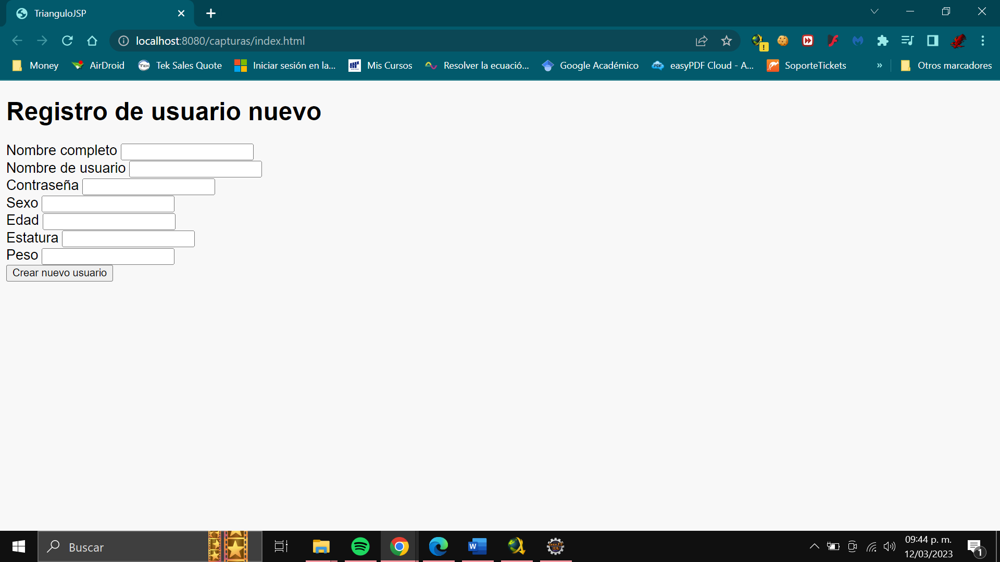 TrianguloJSP
localhost:8080/capturas/index.html
Money
AirDroid
Tek Sales Quote
Iniciar sesión en la...
Mis Cursos
Resolver la ecuació...
Google Académico
easyPDF Cloud - A...
SoporteTickets
»
Otros marcadores
Registro de usuario nuevo
Nombre completo
Nombre de usuario
Contraseña
Sexo
Edad
Estatura
Peso
Crear nuevo usuario
Buscar
09:44 p. m.
12/03/2023
1